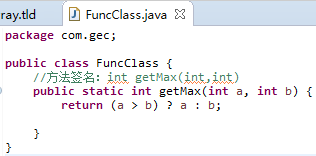 ray.tld
FuncClass.java
package com.gec;
public class FuncClass {
//方法签名：int getMax(int,int)
public static int getMax(int a, int b) {
return (a > b) ? a : b;
}
}